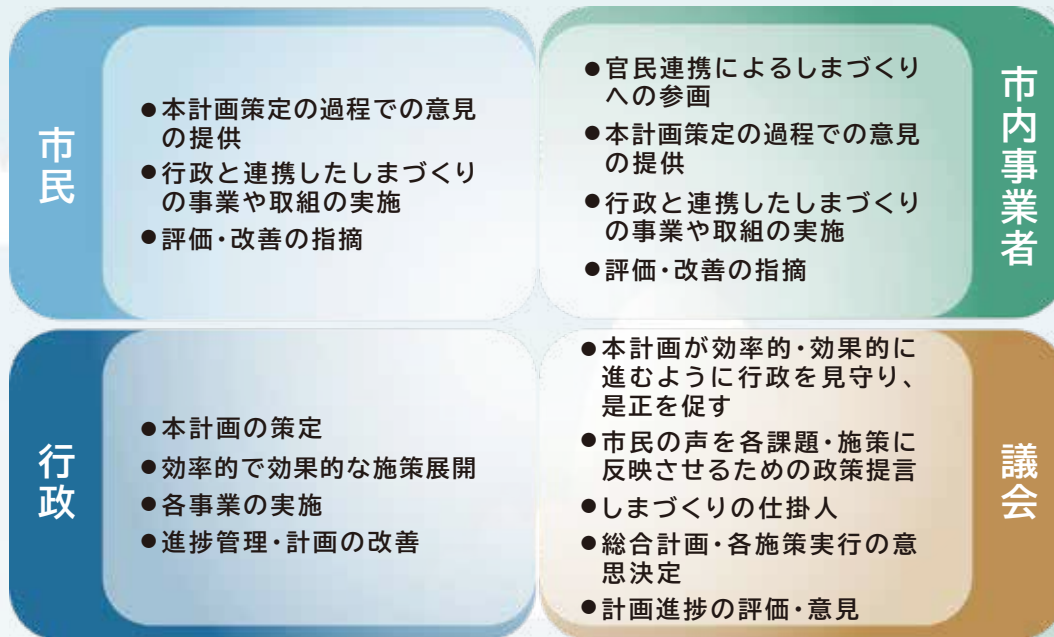 市民
●本計画策定の過程での意見
の提供
●行政と連携したしまづくり
の事業や取組の実施
●評価・改善の指摘
市内事業者
●官民連携によるしまづくり
への参画
●本計画策定の過程での意見
の提供
●行政と連携したしまづくり
の事業や取組の実施
●評価・改善の指摘
行政
●本計画の策定
●効率的で効果的な施策展開
●各事業の実施
●進捗管理・計画の改善
議会
●本計画が効率的・効果的に
進むように行政を見守り、
是正を促す
●市民の声を各課題・施策に
反映させるための政策提言
●しまづくりの仕掛人
●総合計画・各施策実行の意
思決定
●計画進捗の評価・意見